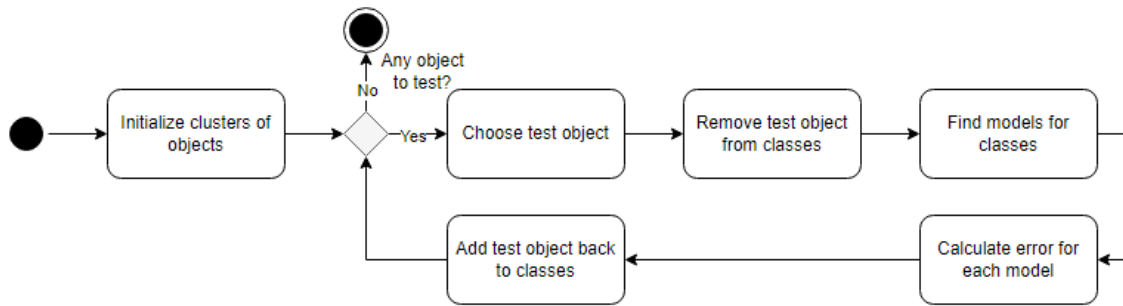 Any object
to test?
No
Initialize clusters of
objects
Yes
Choose test object
Remove test object
from classes
Find models for
classes
Add test object back
to classes
Calculate error for
each model